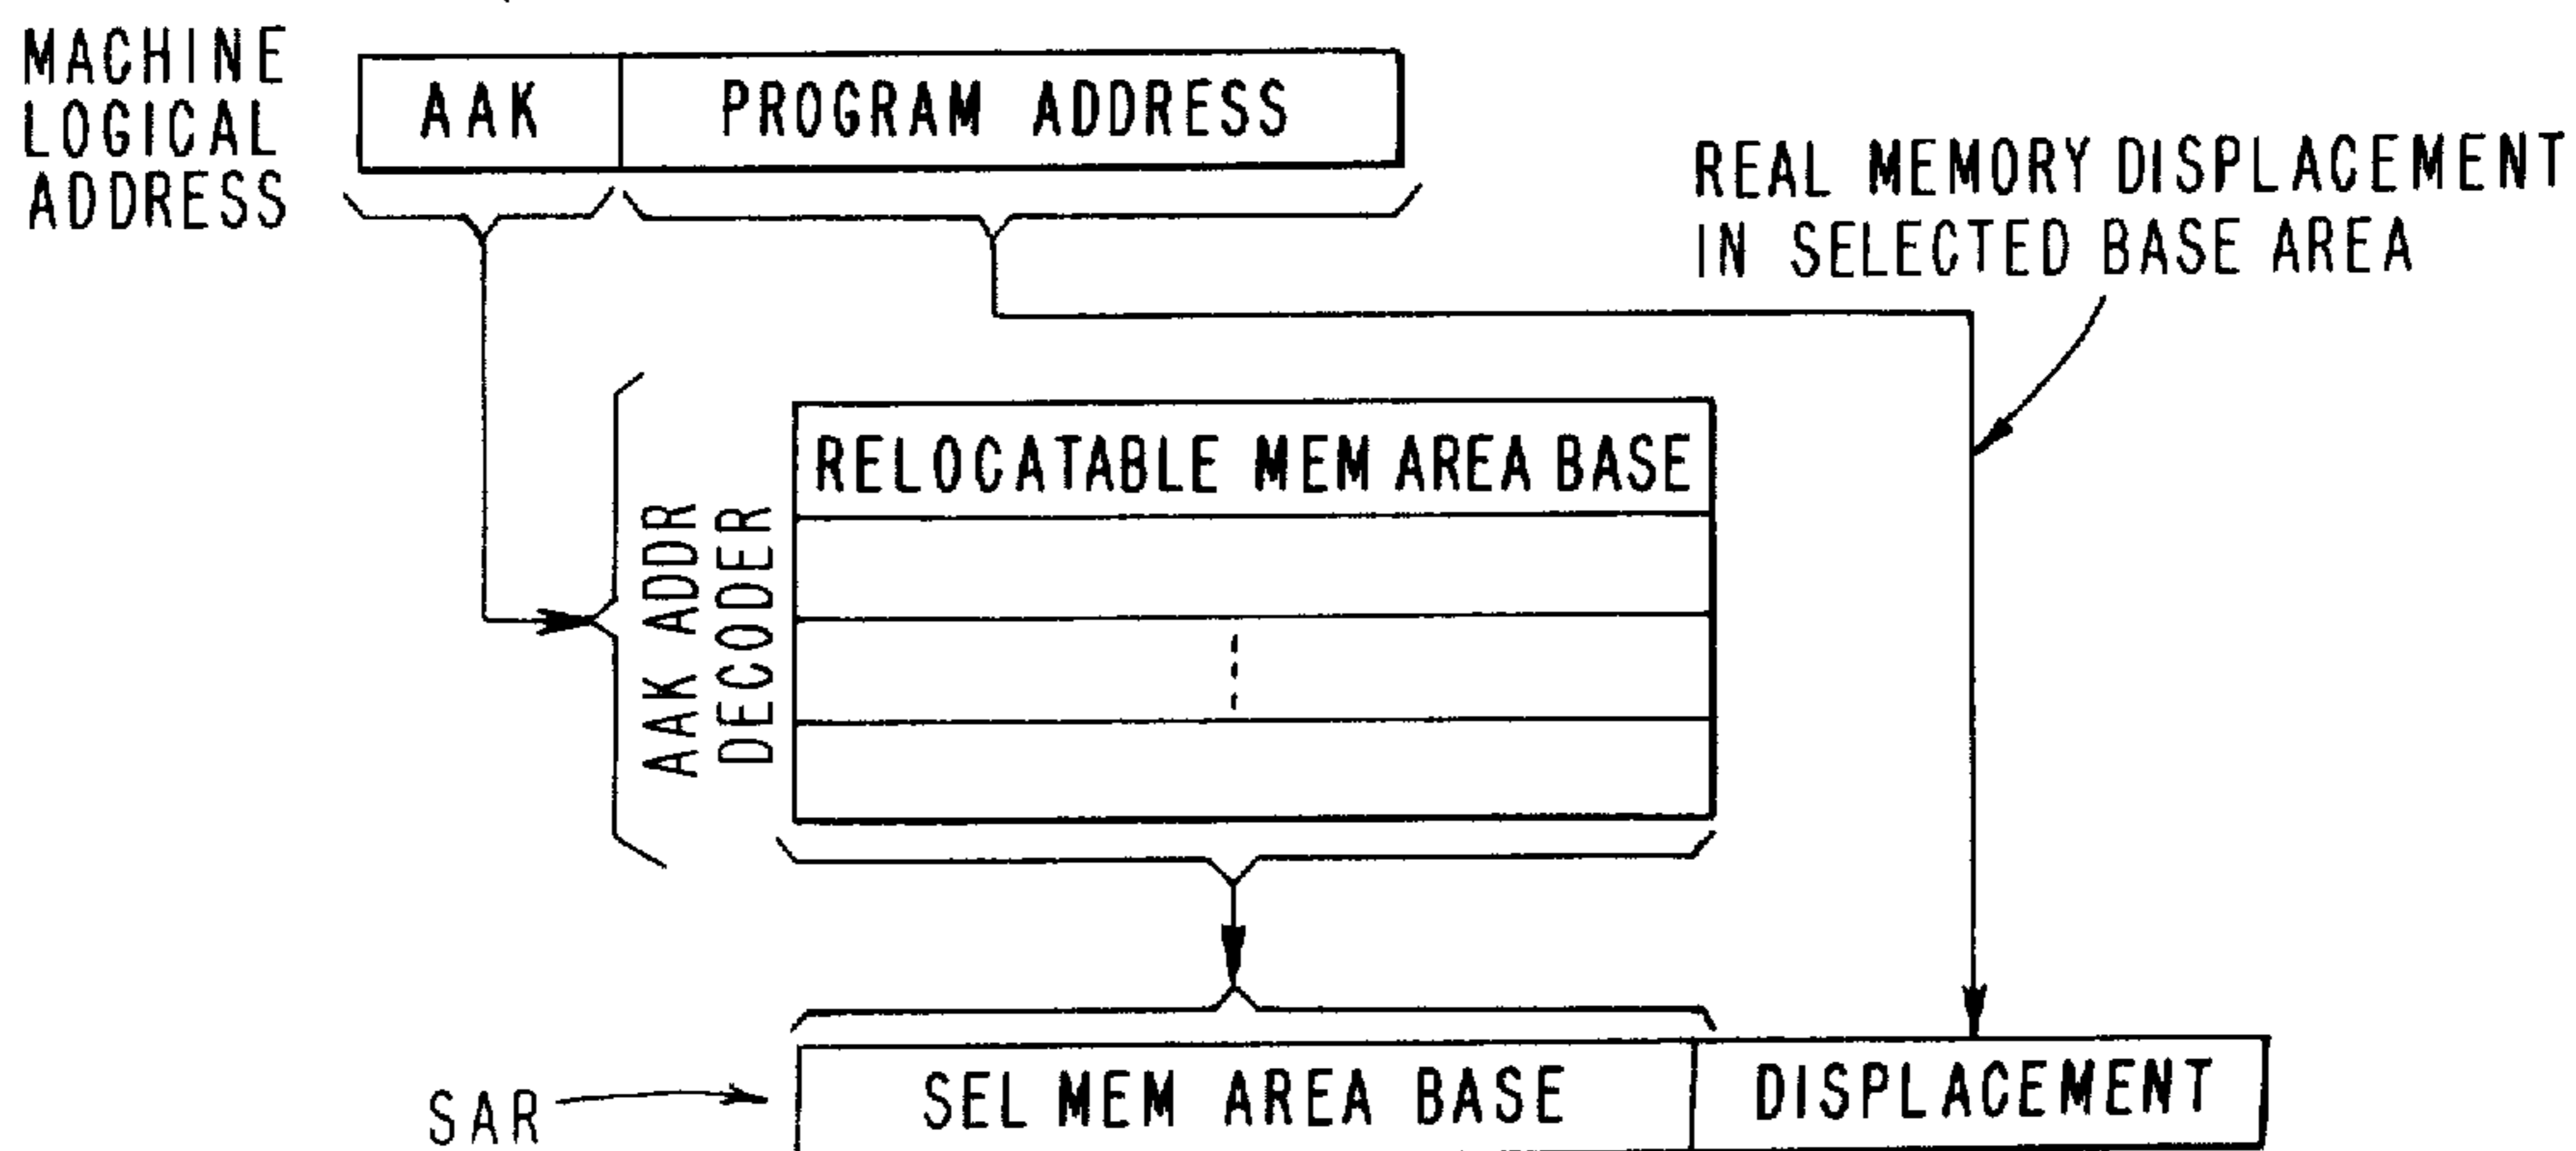 MACHINE
LOGICAL
ADDRESS
AAK
PROGRAM ADDRESS
REAL MEMORY DISPLACEMENT
IN SELECTED BASE AREA
AAK ADDR
DECODER
RELOCATABLE MEM AREA BASE
SAR
SEL MEM AREA BASE
DISPLACEMENT